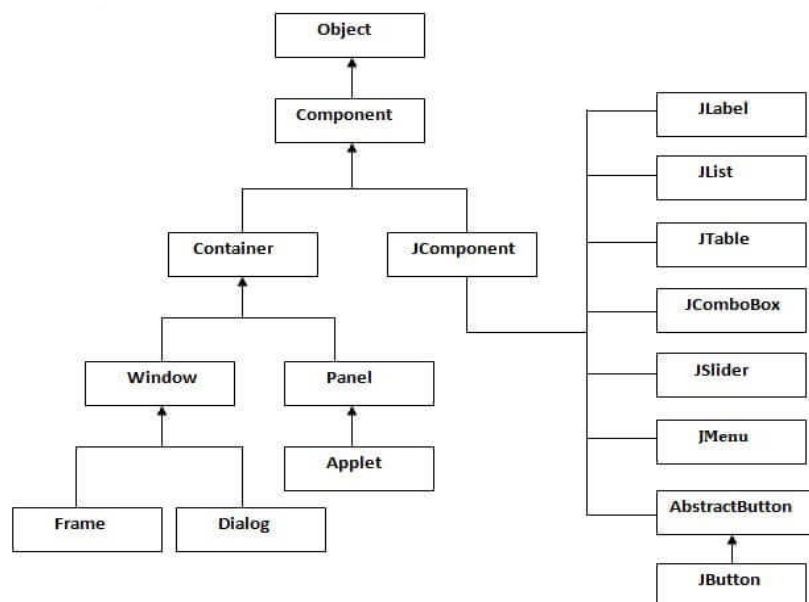 Object
Component
JLabel
JList
Container
JComponent
JTable
JComboBox
Window
Panel
JSlider
Applet
JMenu
Frame
Dialog
AbstractButton
JButton